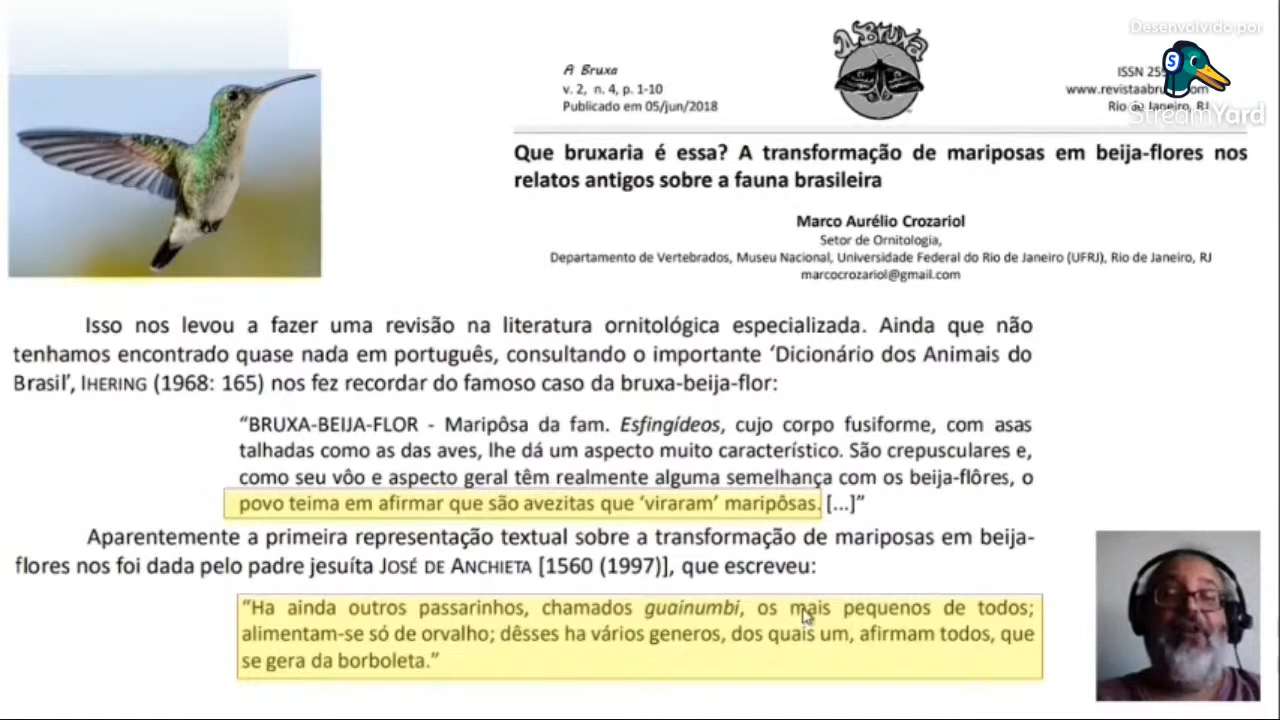 Desenvolvido por
StreamYard
A Bruxa
A Bruxa
v. 2, n. 4, p. 1-10
Publicado em 05/jun/2018
ISSN
Rio de Janeiro, RJ
Que bruxaria é essa? A transformação de mariposas em beija-flores nos
relatos antigos sobre a fauna brasileira
Marco Aurélio Crozariol
Setor de Ornitologia,
Departamento de Vertebrados, Museu Nacional, Universidade Federal do Rio de Janeiro (UFRJ), Rio de Janeiro, RJ
marcocrozariol@gmail.com
Isso nos levou a fazer uma revisão na literatura ornitológica especializada. Ainda que não
tenhamos encontrado quase nada em português, consultando o importante ‘Dicionário dos Animais do
Brasil’, IHERING (1968: 165) nos fez recordar do famoso caso da bruxa-beija-flor:
“BRUXA-BEIJA-FLOR - Maripôsa da fam. Esfingídeos, cujo corpo fusiforme, com asas
talhadas como as das aves, lhe dá um aspecto muito característico. São crepusculares e,
como seu vôo e aspecto geral têm realmente alguma semelhança com os beija-flôres, o
povo teima em afirmar que são avezitas que ‘viraram’ maripôsas. [...]”
Aparentemente a primeira representação textual sobre a transformação de mariposas em beija-
flores nos foi dada pelo padre jesuíta JOSÉ DE ANCHIETA [1560 (1997)], que escreveu:
“Ha ainda outros passarinhos, chamados guainumbi, os mais pequenos de todos;
alimentam-se só de orvalho; dêsses ha vários generos, dos quais um, afirmam todos, que
se gera da borboleta.”